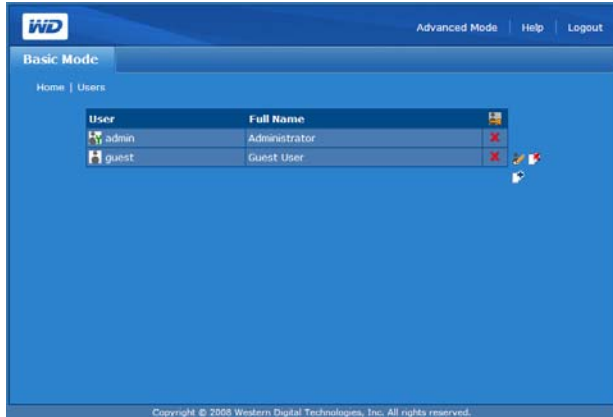 WD
Advanced Mode | Help | Logout
Basic Mode
Home | Users
User Full Name
admin Administrator
guest Guest User
Copyright © 2008 Western Digital Technologies, Inc. All rights reserved.